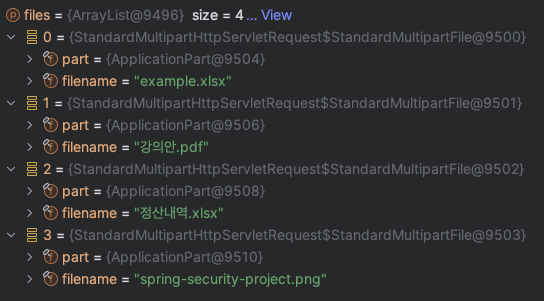 files = {ArrayList@9496} size = 4 ... View
0 = {StandardMultipartHttpServletRequest$StandardMultipartFile@9500}
part = {ApplicationPart@9504}
filename = "example.xlsx"
1 = {StandardMultipartHttpServletRequest$StandardMultipartFile@9501}
part = {ApplicationPart@9506}
filename = "강의안.pdf"
2 = {StandardMultipartHttpServletRequest$StandardMultipartFile@9502}
part = {ApplicationPart@9508}
filename = "정산내역.xlsx"
3 = {StandardMultipartHttpServletRequest$StandardMultipartFile@9503}
part = {ApplicationPart@9510}
filename = "spring-security-project.png"